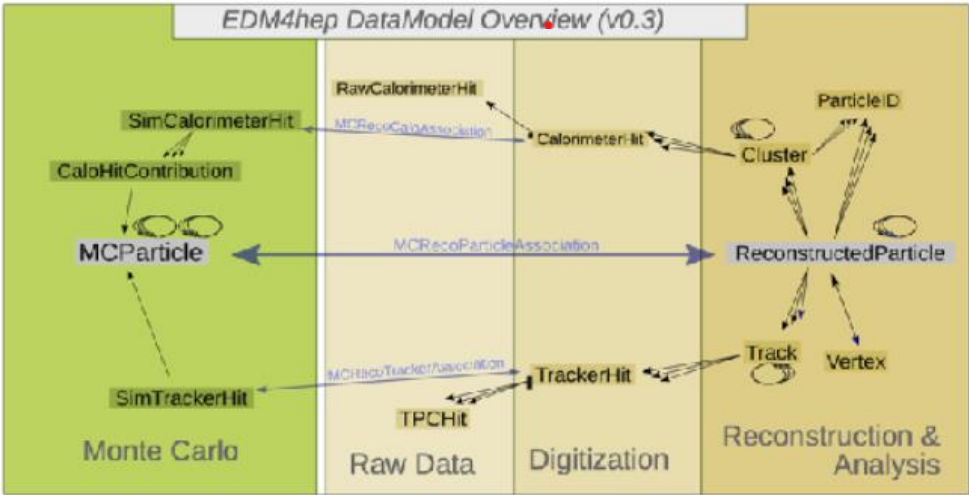 EDM4hep DataModel Overview (v0.3)
RawCalorimeterHit
ParticleID
SimCalorimeterHit
MCRecoCaloAssociation
CalorimeterHit
Cluster
CaloHitContribution
MCParticle
MCRecoParticleAssociation
ReconstructedParticle
Track
Vertex
MCRecoTrackerAssociation
TrackerHit
SimTrackerHit
TPCHit
Monte Carlo
Raw Data
Digitization
Reconstruction &
Analysis